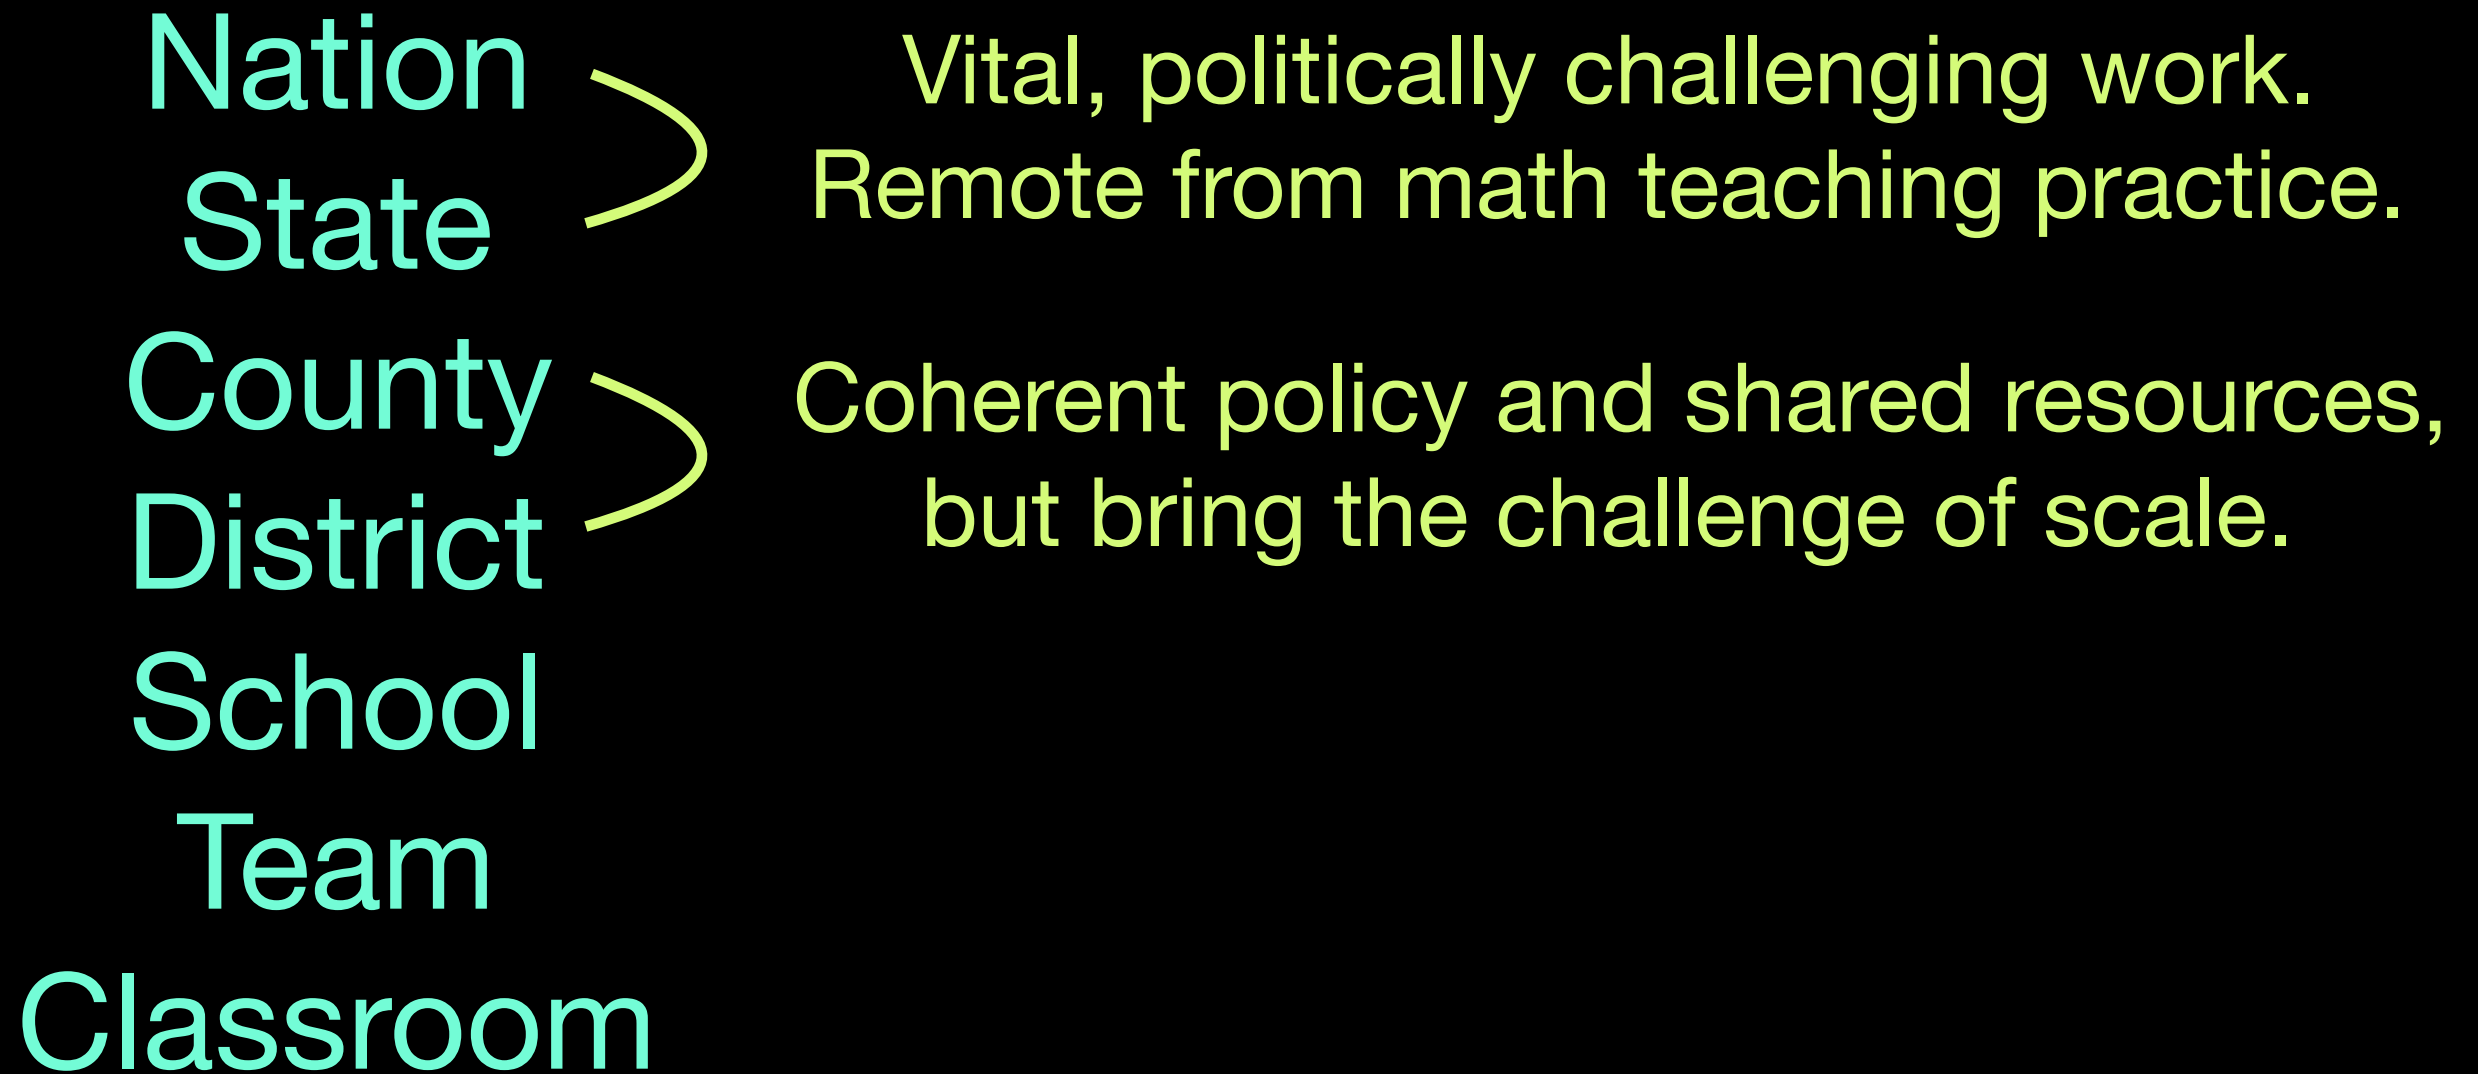 Nation
State
County
District
School
Team
Classroom
Vital, politically challenging work.
Remote from math teaching practice.
Coherent policy and shared resources,
but bring the challenge of scale.